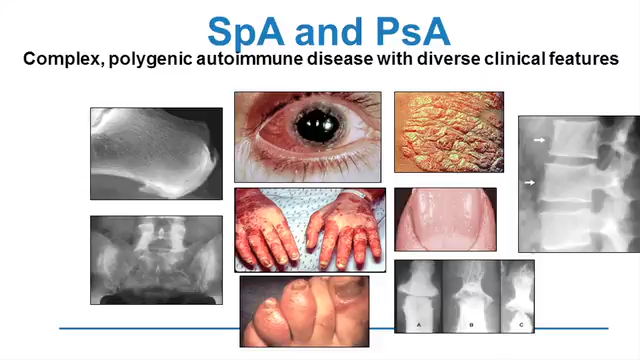 SpA and PsA
Complex, polygenic autoimmune disease with diverse clinical features
A B C